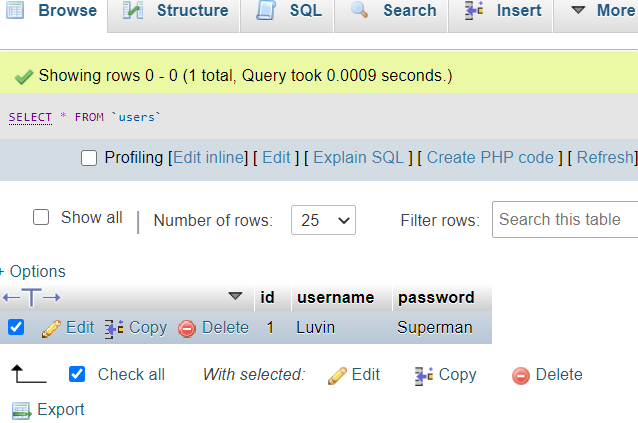 Browse Structure SQL Search Insert More
Showing rows 0 - 0 (1 total, Query took 0.0009 seconds.)
SELECT * FROM `users`
Profiling [Edit inline] [ Edit ] [ Explain SQL ] [ Create PHP code ] [ Refresh]
Show all | Number of rows: 25 Filter rows: Search this table
+ Options
←T→ id username password
Edit Copy Delete 1 Luvin Superman
Check all With selected: Edit Copy Delete
Export